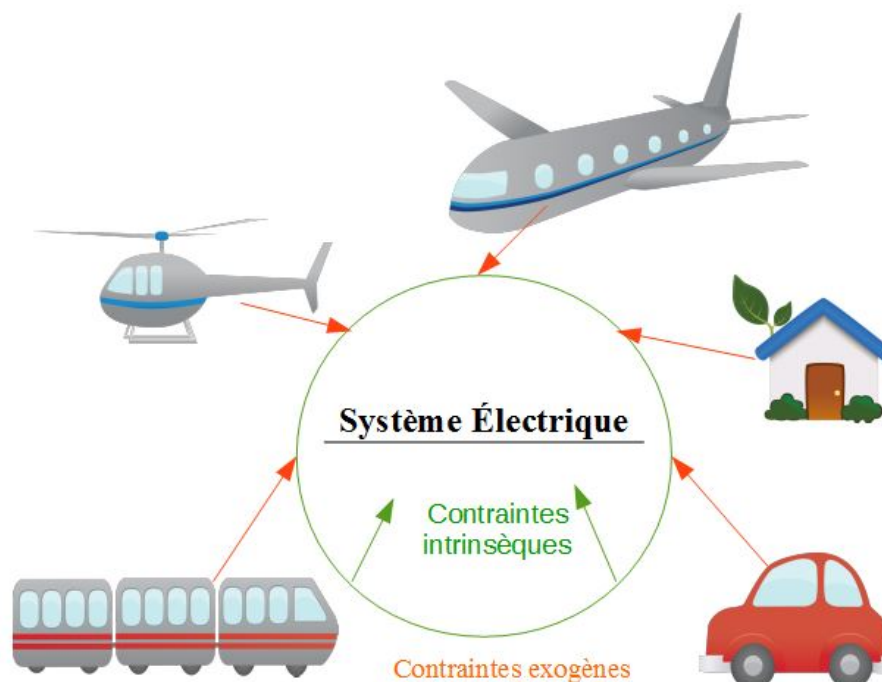 Système Électrique
Contraintes
intrinsèques
Contraintes exogènes